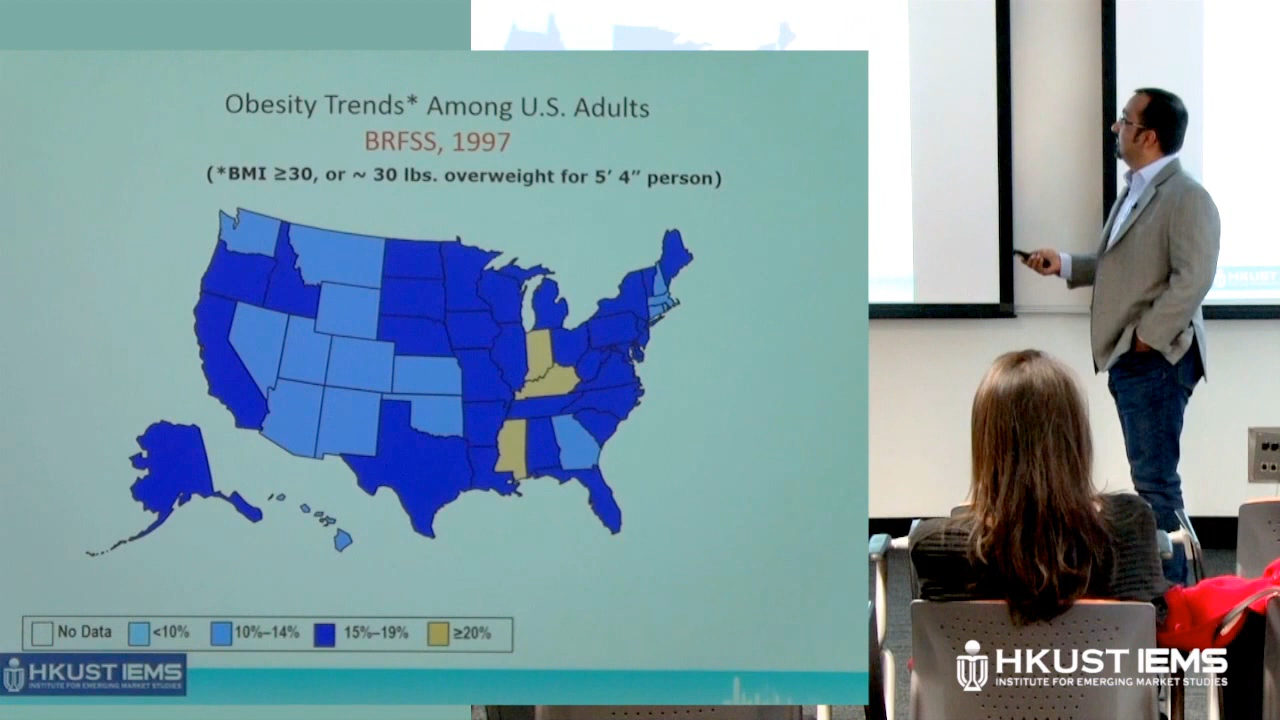 Obesity Trends* Among U.S. Adults
BRFSS, 1997
(*BMI ≥30, or ~ 30 lbs. overweight for 5’ 4” person)
No Data
<10%
10%–14%
15%–19%
≥20%
HKUST IEMS
INSTITUTE FOR EMERGING MARKET STUDIES
HKUST
HKUST IEMS
INSTITUTE FOR EMERGING MARKET STUDIES